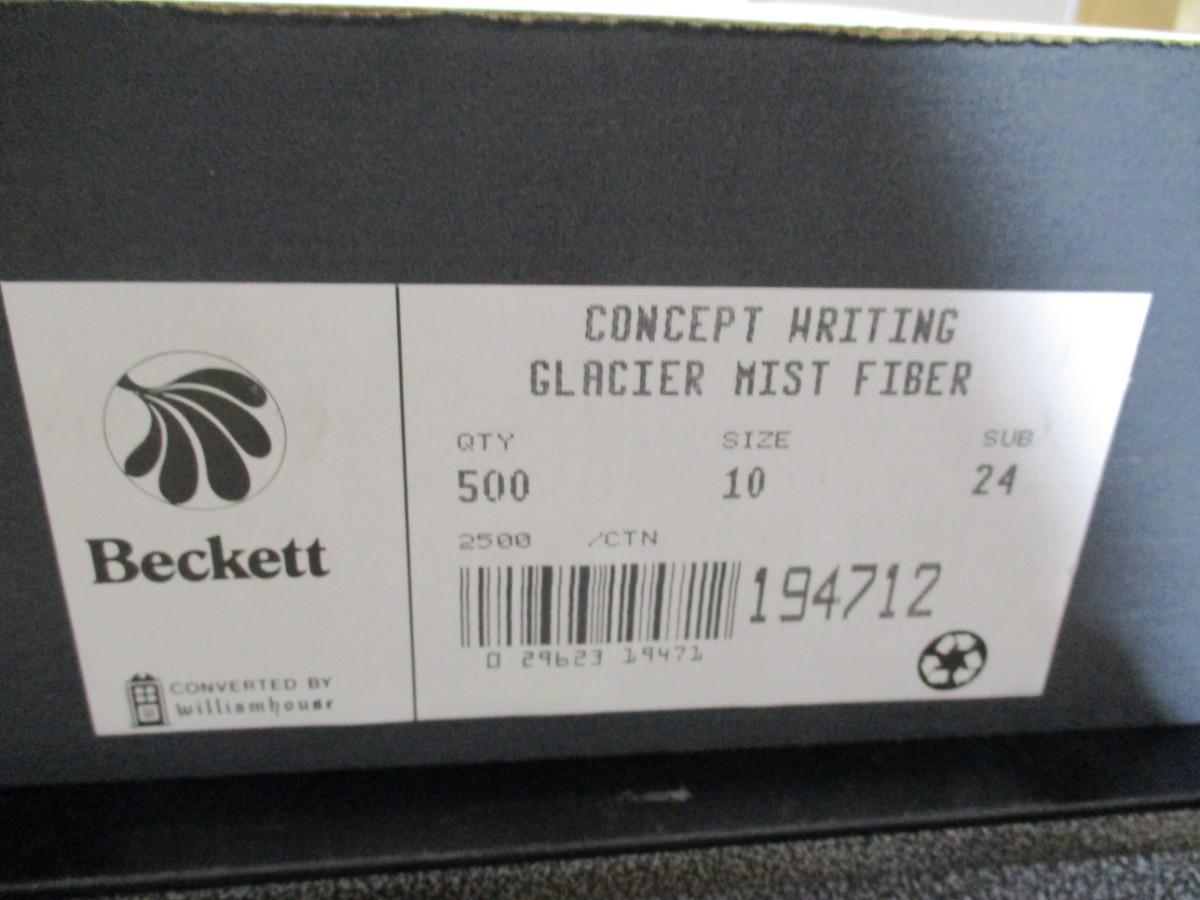 Beckett
CONVERTED BY
williamhouse
CONCEPT WRITING
GLACIER MIST FIBER
QTY SIZE SUB
500 10 24
2500 /CTN
194712
0 29623 19471